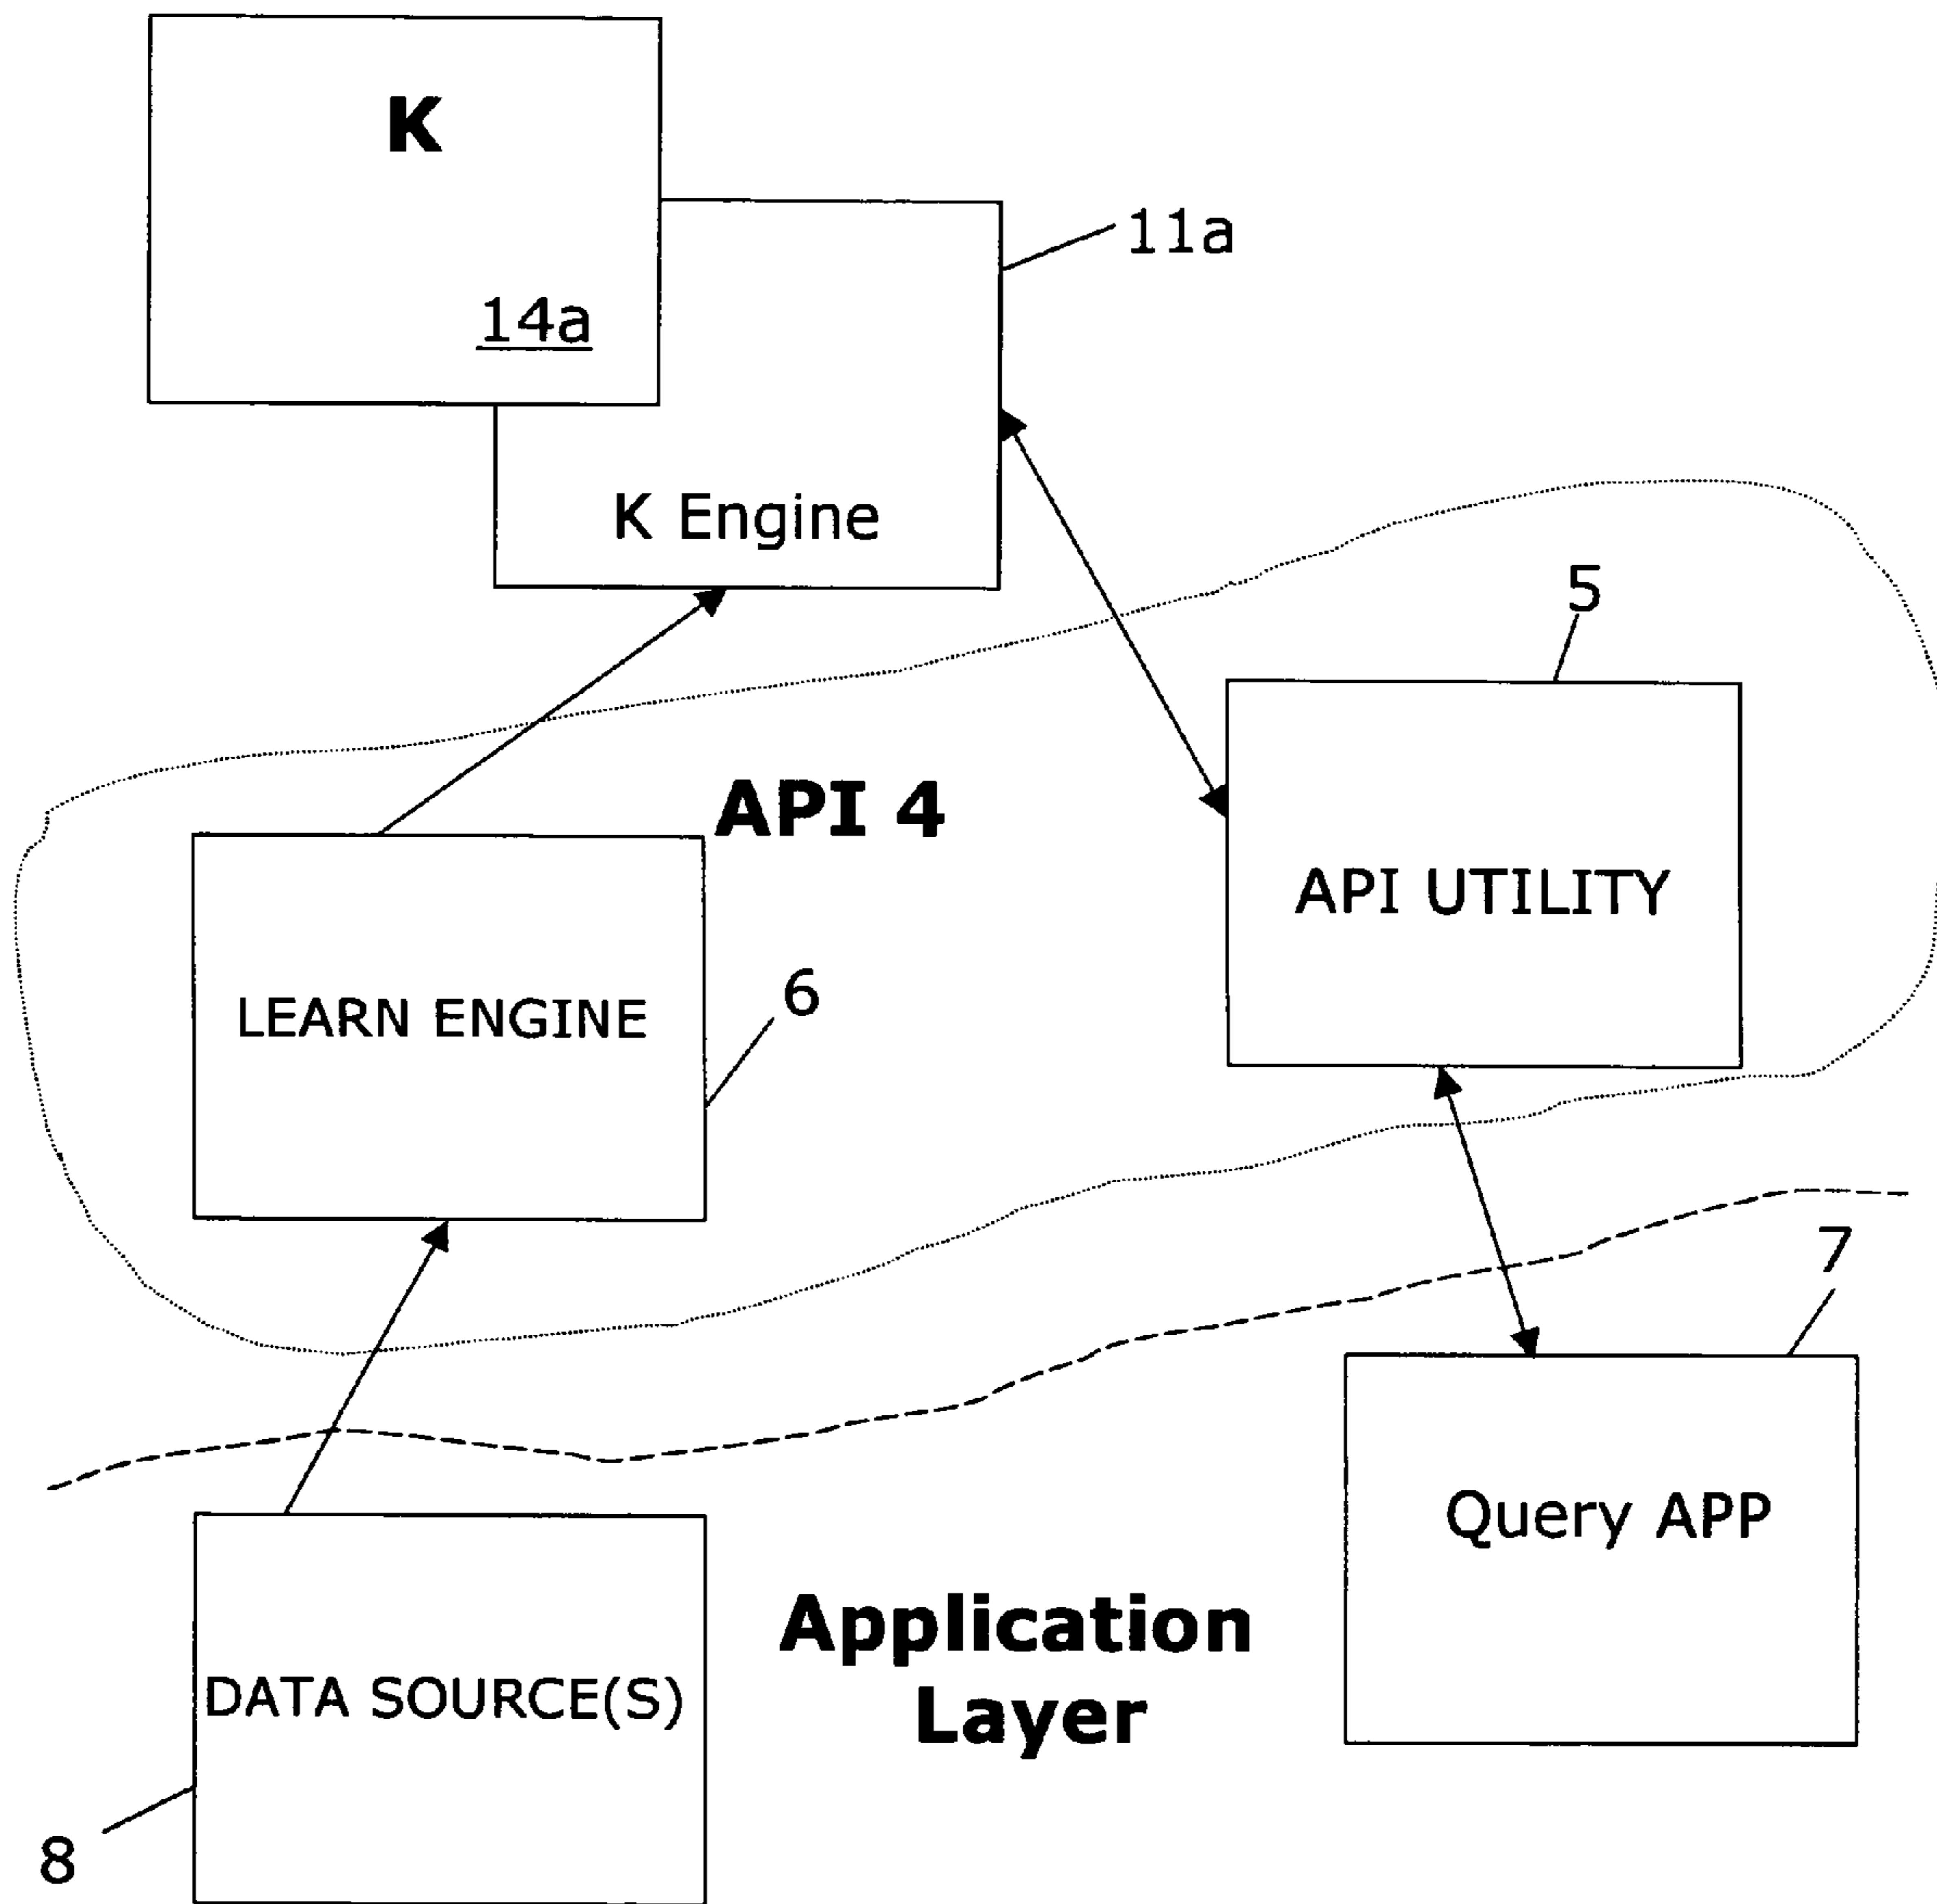 K
14a
11a
K Engine
5
API 4
API UTILITY
6
LEARN ENGINE
7
Query APP
Application
Layer
DATA SOURCE(S)
8